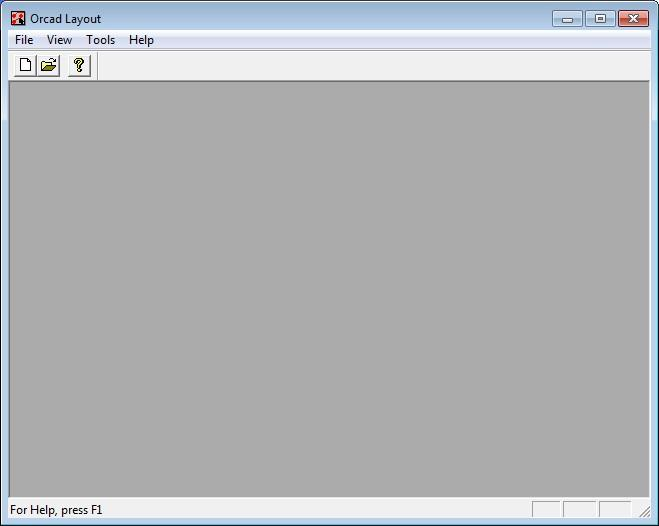 Orcad Layout
File View Tools Help
For Help, press F1